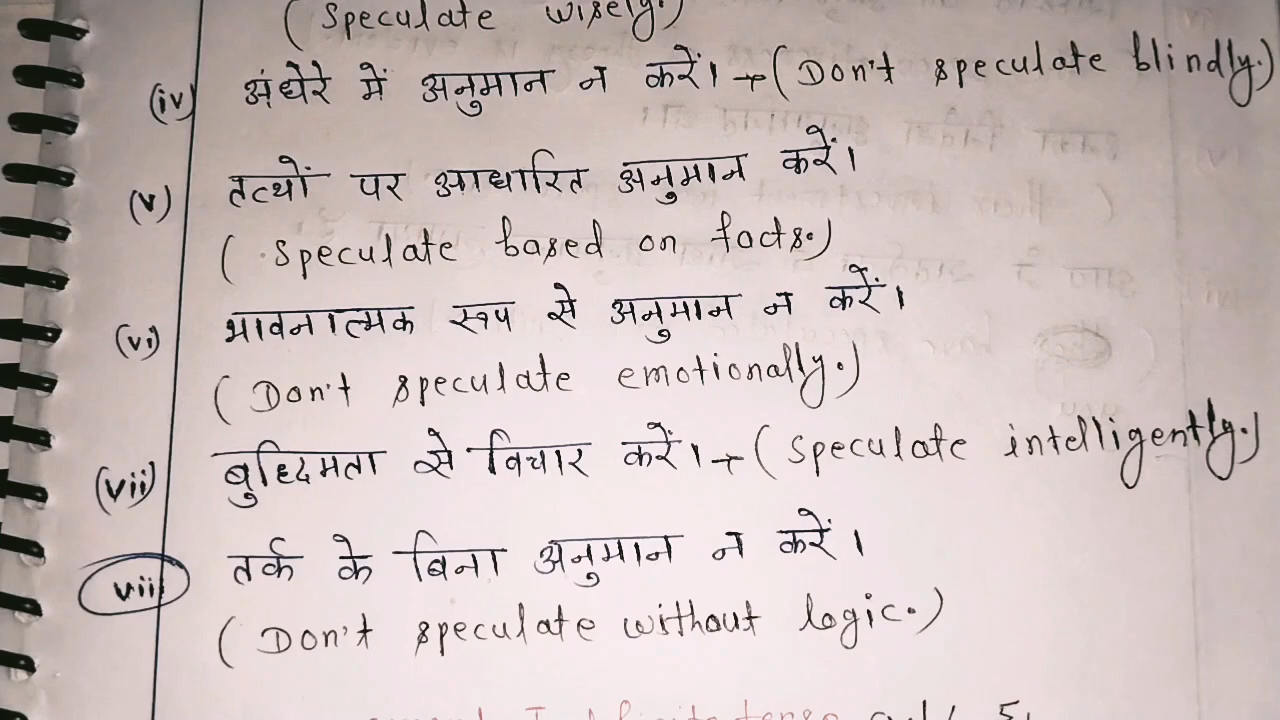 (Speculate wisely.)
(iv) अंधेरे में अनुमान न करें। → (Don't speculate blindly.)
(v) तत्यों पर आधारित अनुमान करें।
(Speculate based on facts.)
(vi) भावनात्मक रूप से अनुमान न करें।
(Don't speculate emotionally.)
(vii) बुद्धिमता से विचार करें। → (Speculate intelligently.)
viii तर्क के बिना अनुमान न करें।
(Don't speculate without logic.)